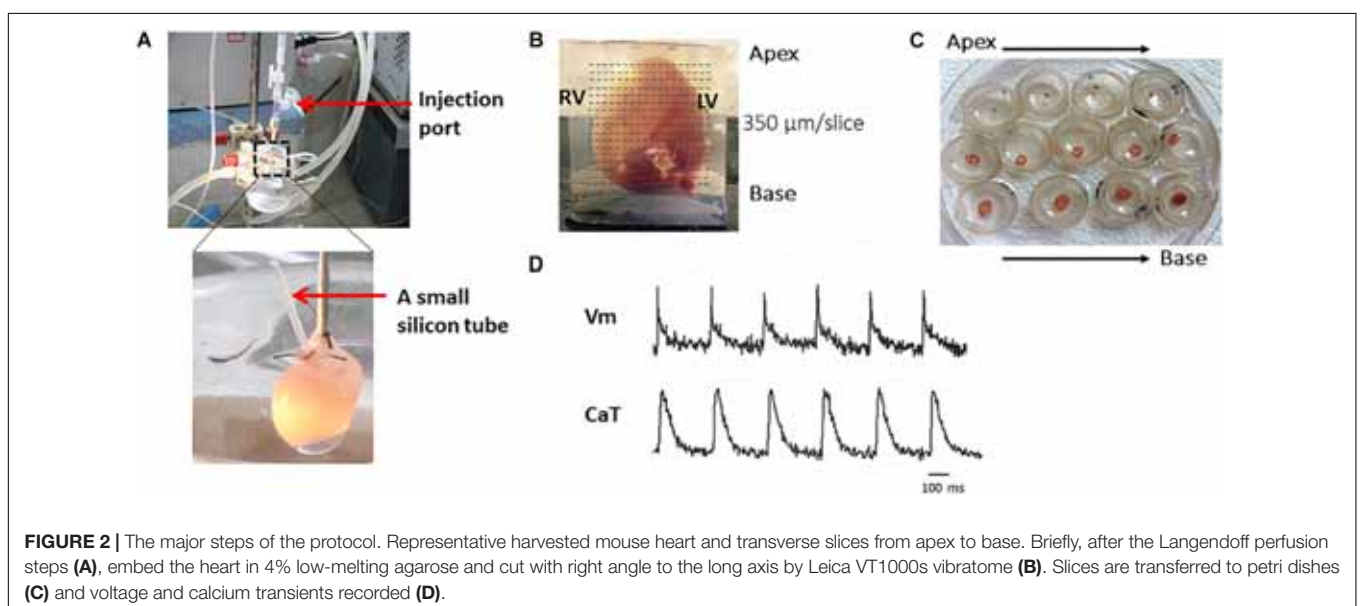 A
Injection
port
A small
silicon tube
B
Apex
RV
LV
350 μm/slice
Base
C
Apex
Base
D
Vm
CaT
100 ms
FIGURE 2 | The major steps of the protocol. Representative harvested mouse heart and transverse slices from apex to base. Briefly, after the Langendoff perfusion
steps (A), embed the heart in 4% low-melting agarose and cut with right angle to the long axis by Leica VT1000s vibratome (B). Slices are transferred to petri dishes
(C) and voltage and calcium transients recorded (D).